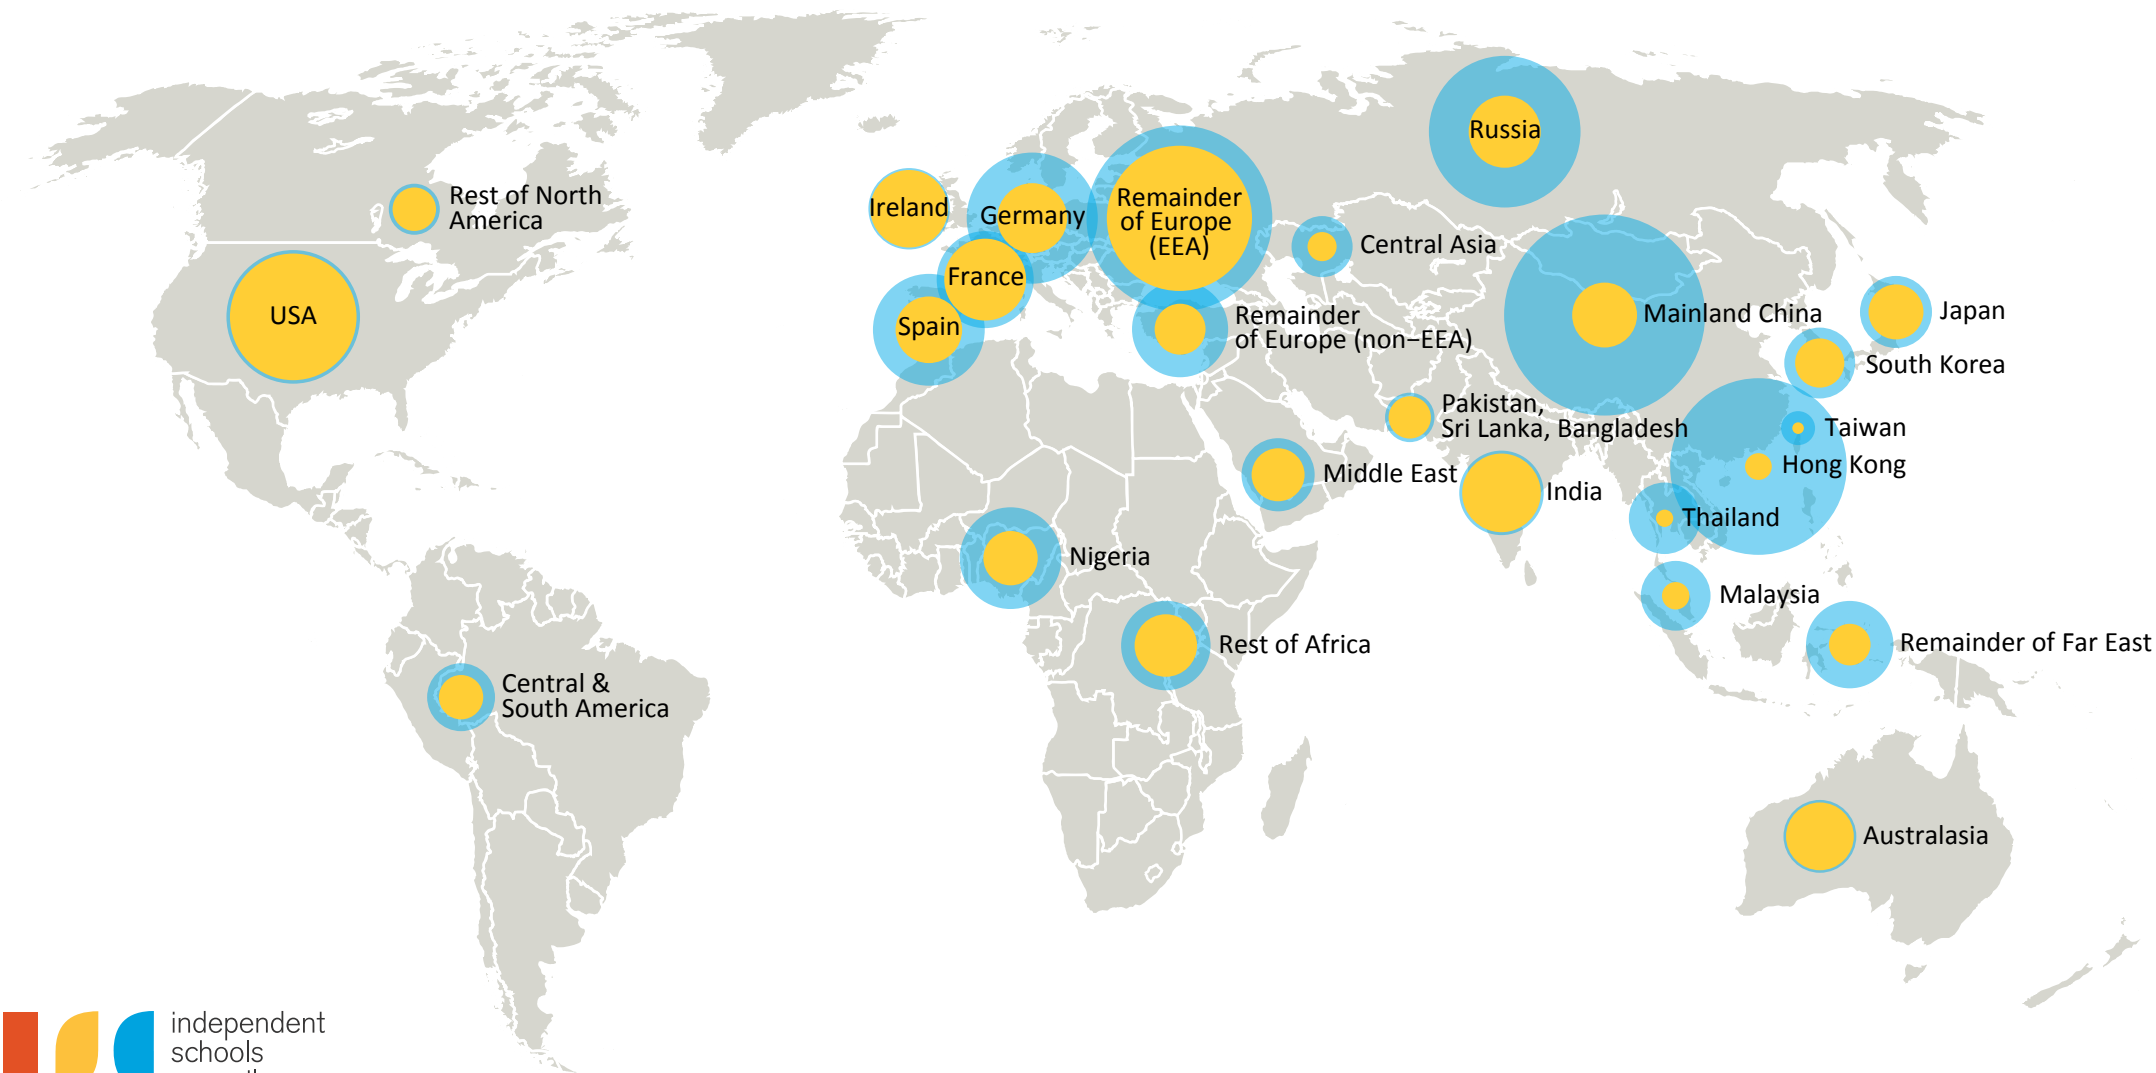 Russia
Rest of North
America
Ireland
Germany
Remainder
of Europe
(EEA)
Central Asia
France
USA
Spain
Remainder
of Europe (non−EEA)
Mainland China
Japan
South Korea
Pakistan,
Sri Lanka, Bangladesh
Taiwan
Hong Kong
Middle East
India
Thailand
Nigeria
Malaysia
Rest of Africa
Remainder of Far East
Central &
South America
Australasia
independent
schools